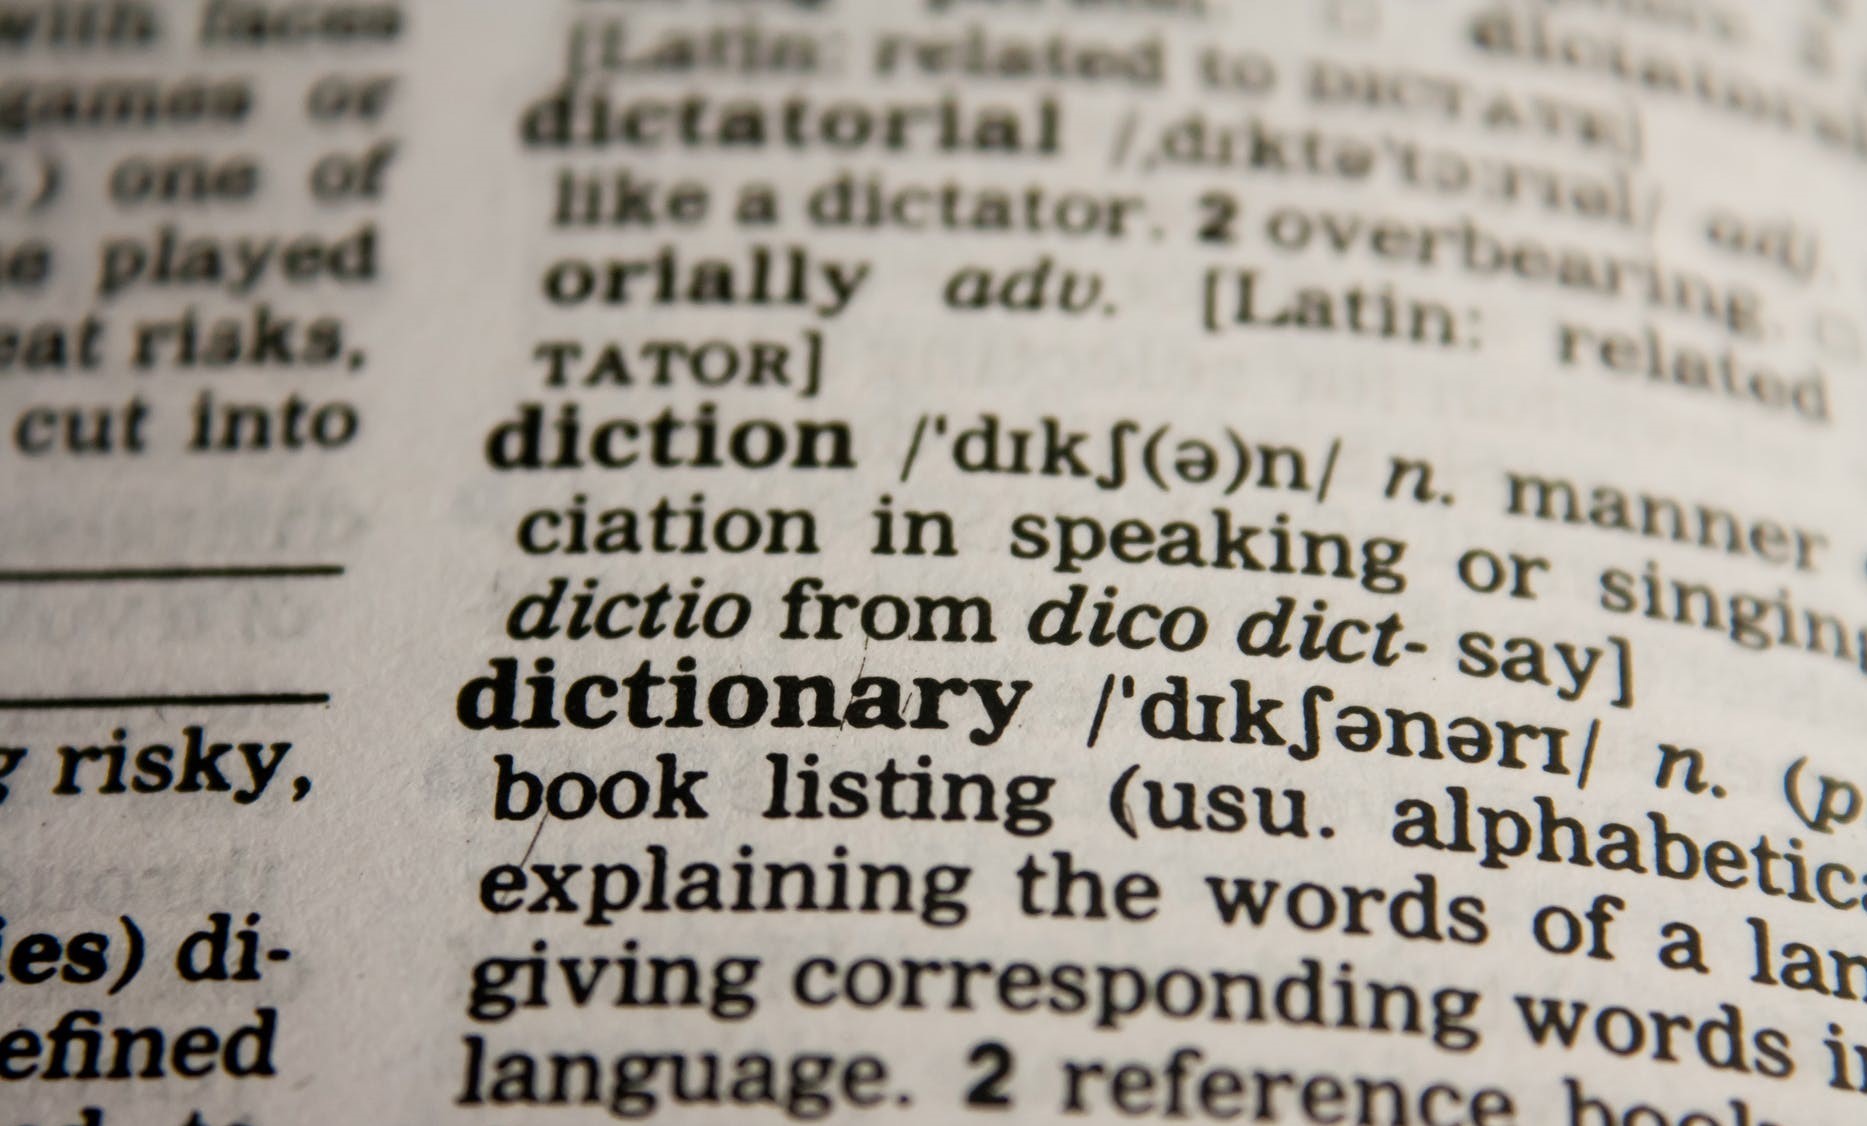 with faces
games or
one of
played
eat risks,
cut into
risky,
ies) di-
efined
[Latin: related to DICTATE]
dictatorial /ˌdɪktəˈtɔːrɪəl/ adj.
like a dictator. 2 overbearing. □
orially adv. [Latin: related
TATOR]
diction /ˈdɪkʃ(ə)n/ n. manner
ciation in speaking or singing
dictio from dico dict- say]
dictionary /ˈdɪkʃənərɪ/ n. (p
book listing (usu. alphabetica
explaining the words of a lan
giving corresponding words in
language. 2 reference book